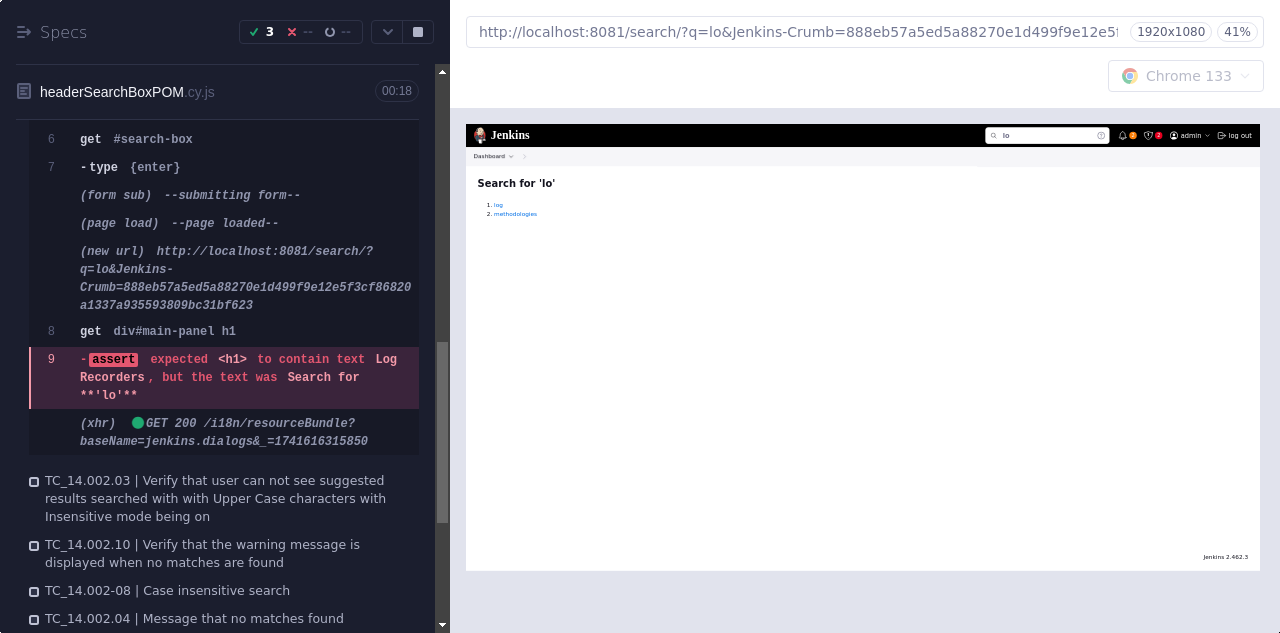 Specs
3
--
--
headerSearchBoxPOM.cy.js
00:18
6 get #search-box
7 -type {enter}
(form sub) --submitting form--
(page load) --page loaded--
(new url) http://localhost:8081/search/?
q=lo&Jenkins-
Crumb=888eb57a5ed5a88270e1d499f9e12e5f3cf86820
a1337a935593809bc31bf623
8 get div#main-panel h1
9 -assert expected <h1> to contain text Log
Recorders, but the text was Search for
**'lo'**
(xhr) GET 200 /i18n/resourceBundle?
baseName=jenkins.dialogs&_=1741616315850
TC_14.002.03 | Verify that user can not see suggested
results searched with with Upper Case characters with
Insensitive mode being on
TC_14.002.10 | Verify that the warning message is
displayed when no matches are found
TC_14.002-08 | Case insensitive search
TC_14.002.04 | Message that no matches found
http://localhost:8081/search/?q=lo&Jenkins-Crumb=888eb57a5ed5a88270e1d499f9e12e5f
1920x1080
41%
Chrome 133
Jenkins
lo
2
2
admin
log out
Dashboard
Search for 'lo'
1. log
2. methodologies
Jenkins 2.462.3